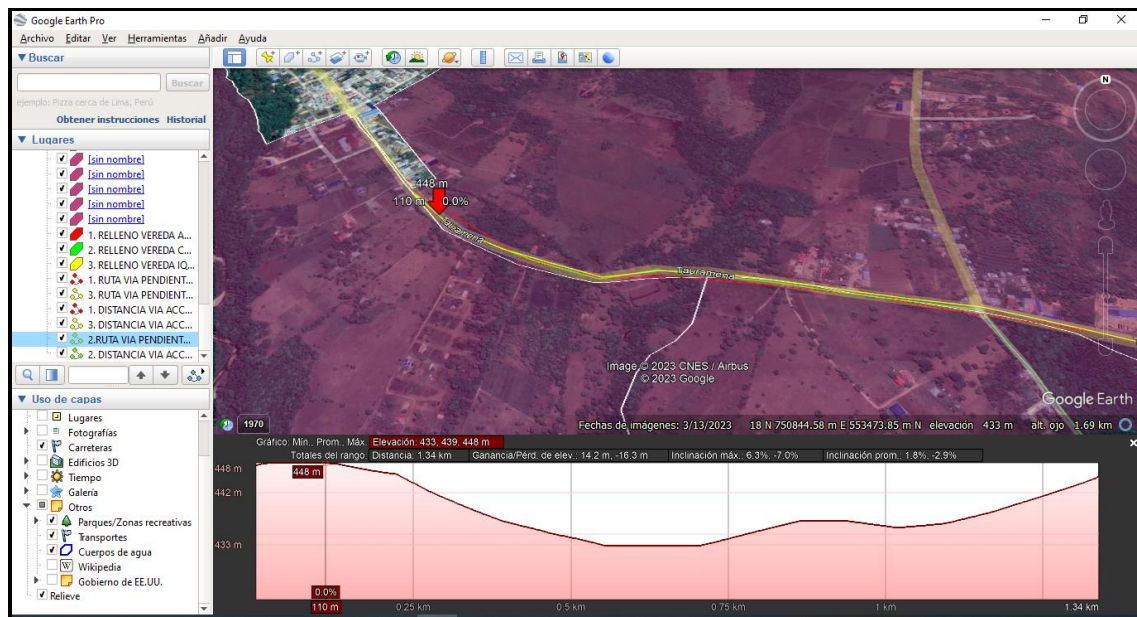 Google Earth Pro
Archivo Editar Ver Herramientas Añadir Ayuda
Buscar
Buscar
ejemplo: Pizza cerca de Lima, Perú
Obtener instrucciones Historial
Lugares
[sin nombre]
[sin nombre]
[sin nombre]
[sin nombre]
[sin nombre]
1. RELLENO VEREDA A...
2. RELLENO VEREDA C...
3. RELLENO VEREDA IQ...
1. RUTA VIA PENDIENT...
3. RUTA VIA PENDIENT...
1. DISTANCIA VIA ACC...
3. DISTANCIA VIA ACC...
2.RUTA VIA PENDIENT...
2. DISTANCIA VIA ACC...
Uso de capas
Lugares
Fotografías
Carreteras
Edificios 3D
Tiempo
Galería
Otros
Parques/Zonas recreativas
Transportes
Cuerpos de agua
Wikipedia
Gobierno de EE.UU.
Relieve
N
448 m
110 m 0.0%
Tauramena
Tauramena
Image © 2023 CNES / Airbus
© 2023 Google
Google Earth
1970
Fechas de imágenes: 3/13/2023 18 N 750844.58 m E 553473.85 m N elevación 433 m alt. ojo 1.69 km
Gráfico: Mín., Prom., Máx. Elevación: 433, 439, 448 m
Totales del rango: Distancia: 1.34 km Ganancia/Pérd. de elev.: 14.2 m, -16.3 m Inclinación máx.: 6.3%, -7.0% Inclinación prom.: 1.8%, -2.9%
448 m
448 m
442 m
433 m
0.0%
110 m 0.25 km 0.5 km 0.75 km 1 km 1.34 km